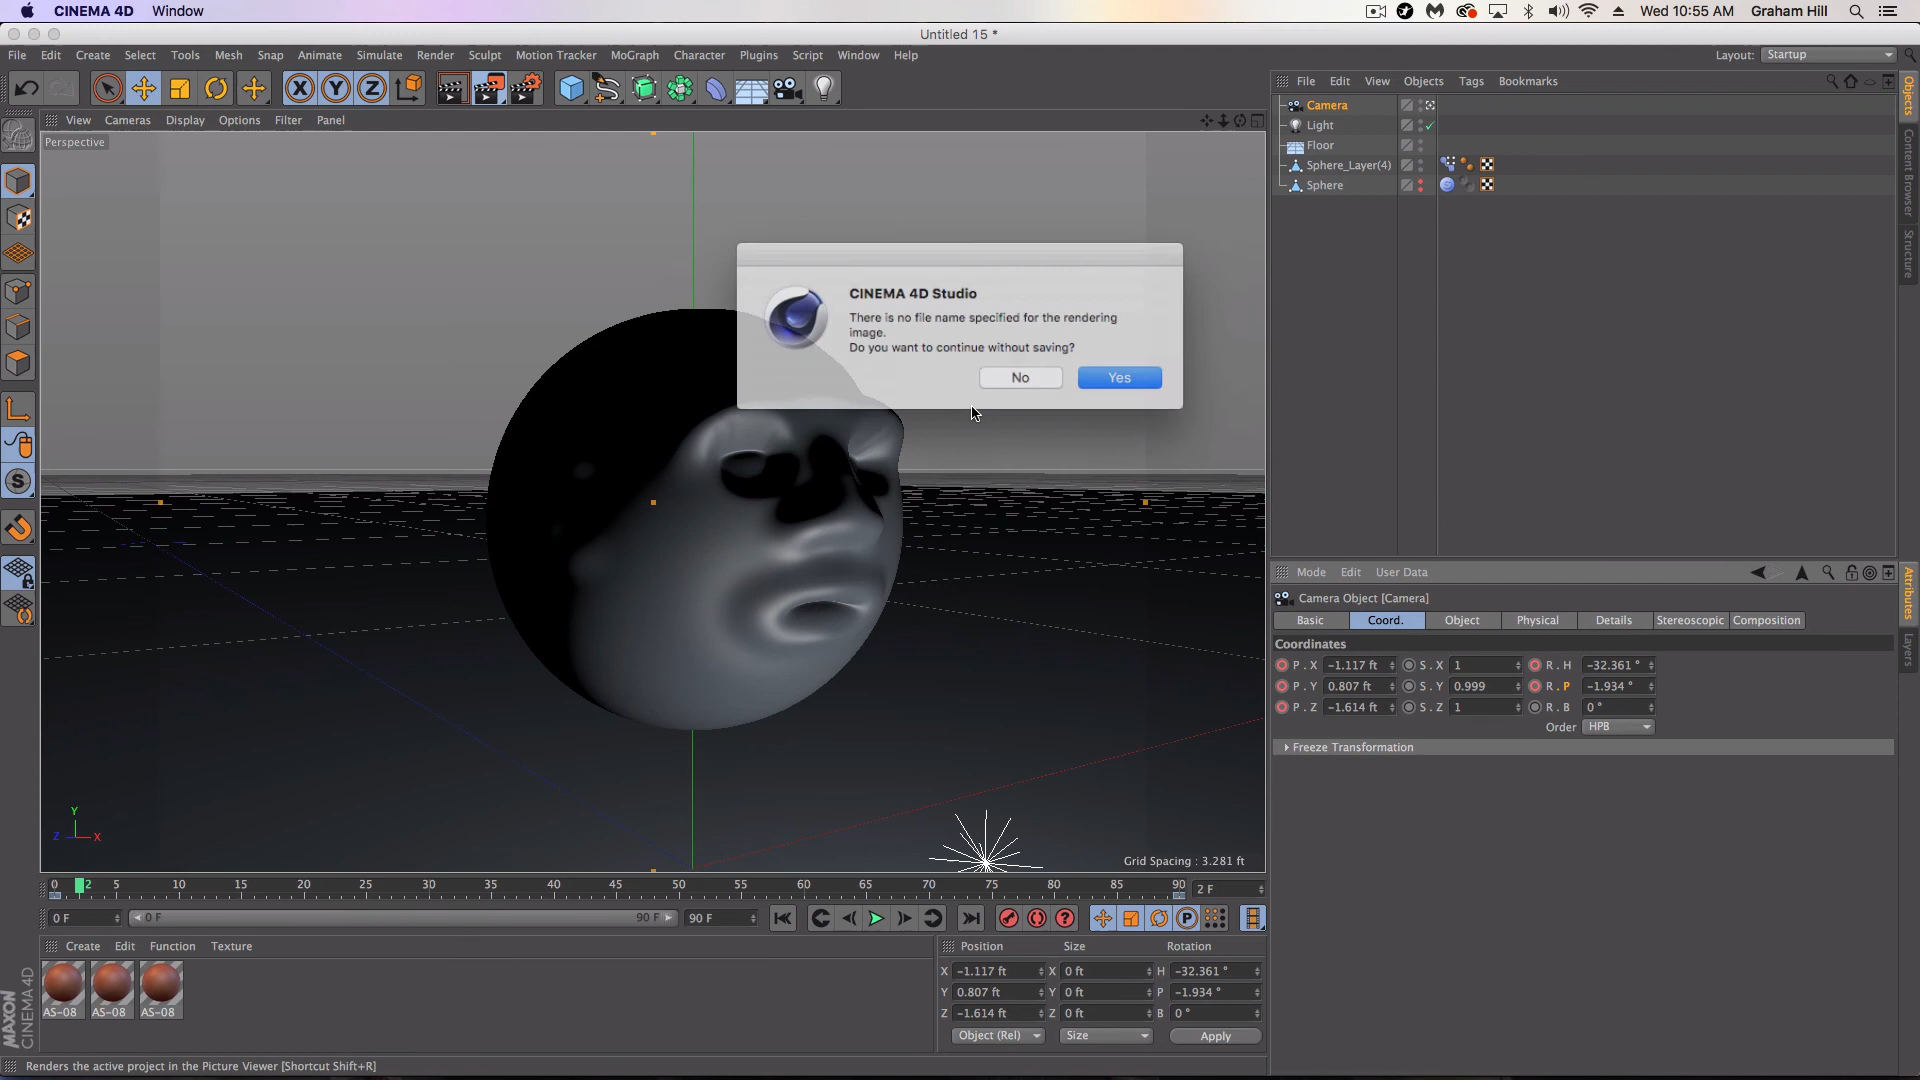 CINEMA 4D Window Wed 10:55 AM Graham Hill
Untitled 15 *
File Edit Create Select Tools Mesh Snap Animate Simulate Render Sculpt Motion Tracker MoGraph Character Plugins Script Window Help Layout: Startup
View Cameras Display Options Filter Panel
Perspective
File Edit View Objects Tags Bookmarks
Camera
Light
Floor
Sphere_Layer(4)
Sphere
Objects
Content Browser
Structure
CINEMA 4D Studio
There is no file name specified for the rendering
image.
Do you want to continue without saving?
No Yes
Mode Edit User Data
Camera Object [Camera]
Basic Coord. Object Physical Details Stereoscopic Composition
Coordinates
P . X -1.117 ft S . X 1 R . H -32.361 °
P . Y 0.807 ft S . Y 0.999 R . P -1.934 °
P . Z -1.614 ft S . Z 1 R . B 0 °
Order HPB
Freeze Transformation
Attributes
Layers
Y
Z X
Grid Spacing : 3.281 ft
0 2 5 10 15 20 25 30 35 40 45 50 55 60 65 70 75 80 85 90 2 F
0 F 0 F 90 F 90 F
Create Edit Function Texture
AS-08 AS-08 AS-08
Position Size Rotation
X -1.117 ft X 0 ft H -32.361 °
Y 0.807 ft Y 0 ft P -1.934 °
Z -1.614 ft Z 0 ft B 0 °
Object (Rel) Size Apply
MAXON
CINEMA 4D
Renders the active project in the Picture Viewer [Shortcut Shift+R]